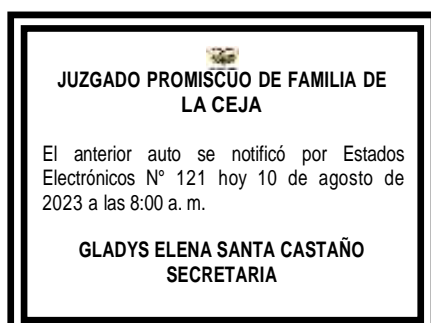 JUZGADO PROMISCUO DE FAMILIA DE
LA CEJA
El anterior auto se notificó por Estados
Electrónicos N° 121 hoy 10 de agosto de
2023 a las 8:00 a. m.
GLADYS ELENA SANTA CASTAÑO
SECRETARIA